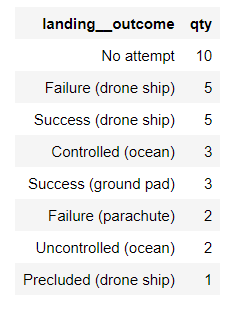 landing__outcome qty
No attempt 10
Failure (drone ship) 5
Success (drone ship) 5
Controlled (ocean) 3
Success (ground pad) 3
Failure (parachute) 2
Uncontrolled (ocean) 2
Precluded (drone ship) 1